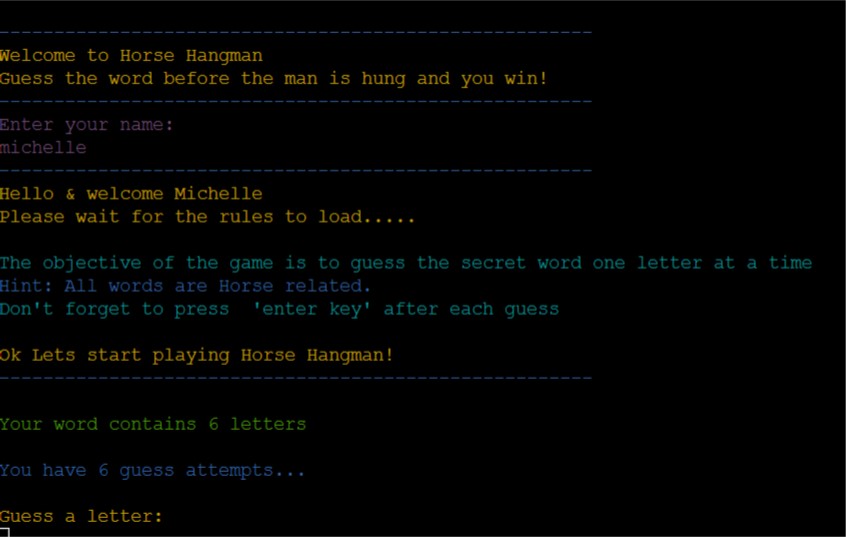 ------------------------------------------------------
Welcome to Horse Hangman
Guess the word before the man is hung and you win!
------------------------------------------------------
Enter your name:
michelle
------------------------------------------------------
Hello & welcome Michelle
Please wait for the rules to load.....
The objective of the game is to guess the secret word one letter at a time
Hint: All words are Horse related.
Don't forget to press  'enter key' after each guess
Ok Lets start playing Horse Hangman!
------------------------------------------------------
Your word contains 6 letters
You have 6 guess attempts...
Guess a letter: